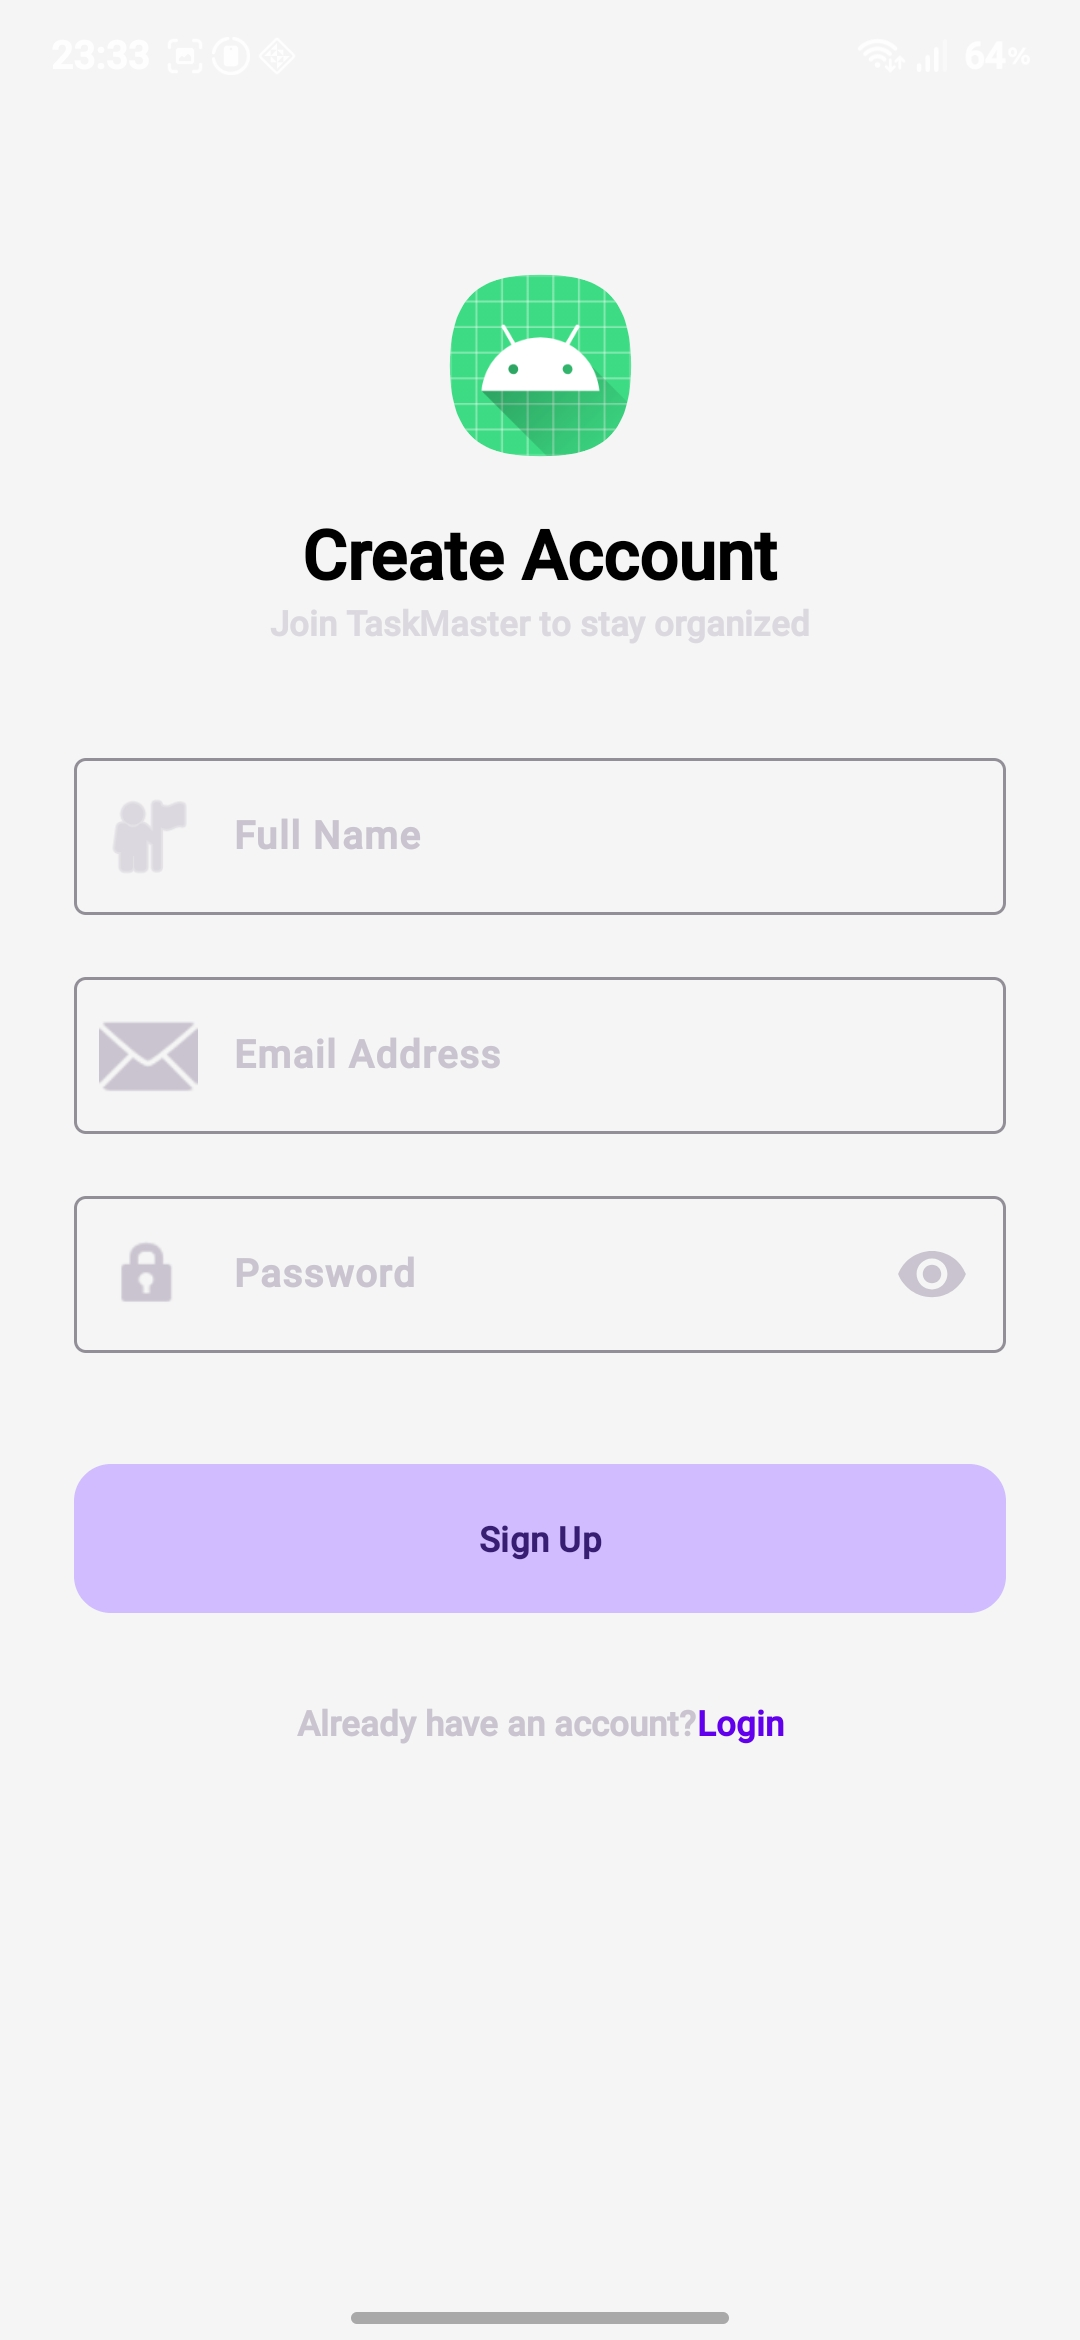 23:33 64%
Create Account
Join TaskMaster to stay organized
Full Name
Email Address
Password
Sign Up
Already have an account?Login